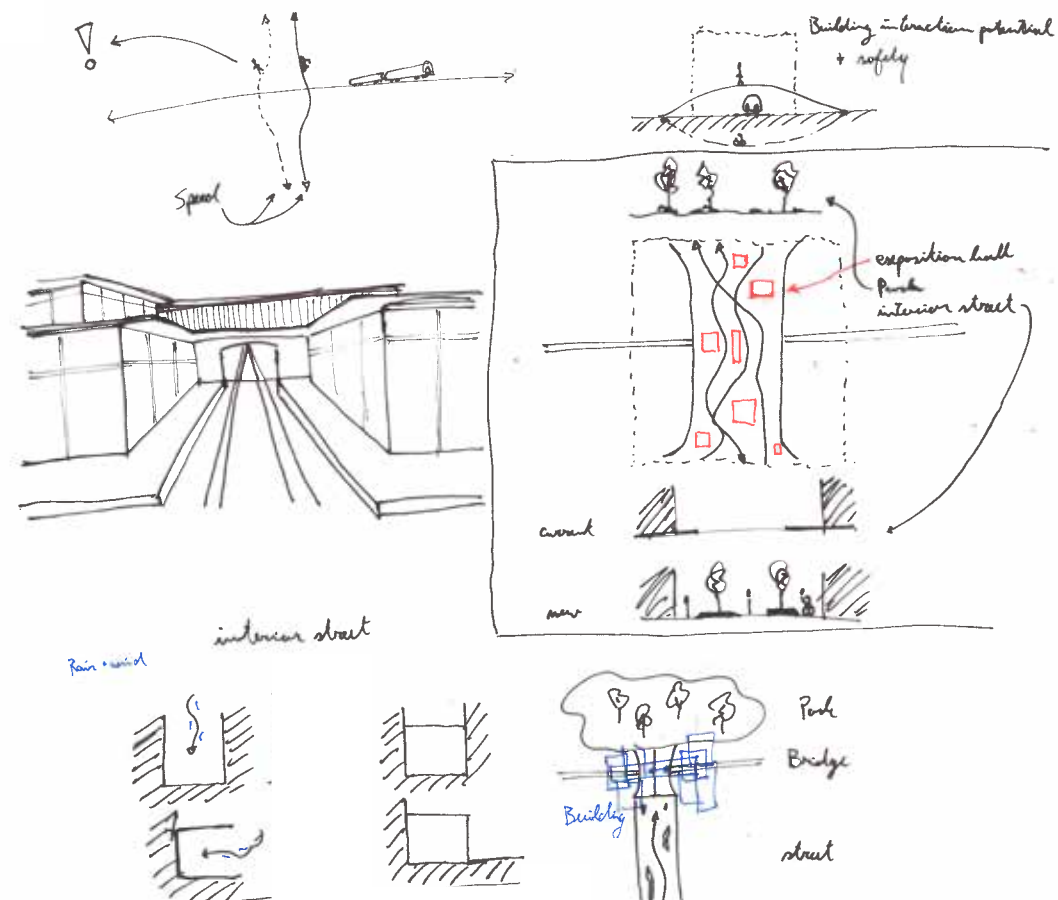 !
Building interaction potential
+ safety
Speed
exposition hall
Park
interior street
current
new
interior street
Rain + wind
Park
Bridge
Building
street